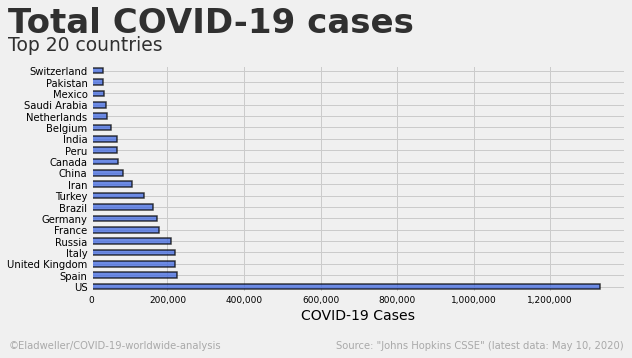 Total COVID-19 cases
Top 20 countries
Switzerland
Pakistan
Mexico
Saudi Arabia
Netherlands
Belgium
India
Peru
Canada
China
Iran
Turkey
Brazil
Germany
France
Russia
Italy
United Kingdom
Spain
US
0 200,000 400,000 600,000 800,000 1,000,000 1,200,000
COVID-19 Cases
©Eladweller/COVID-19-worldwide-analysis Source: "Johns Hopkins CSSE" (latest data: May 10, 2020)